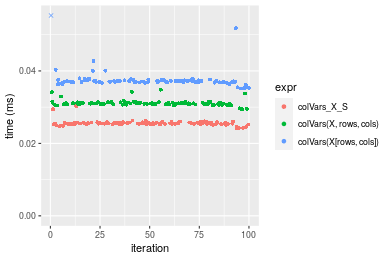 time (ms)
0.04
0.02
0.00
0
25
50
75
100
iteration
expr
colVars_X_S
colVars(X, rows, cols)
colVars(X[rows, cols])